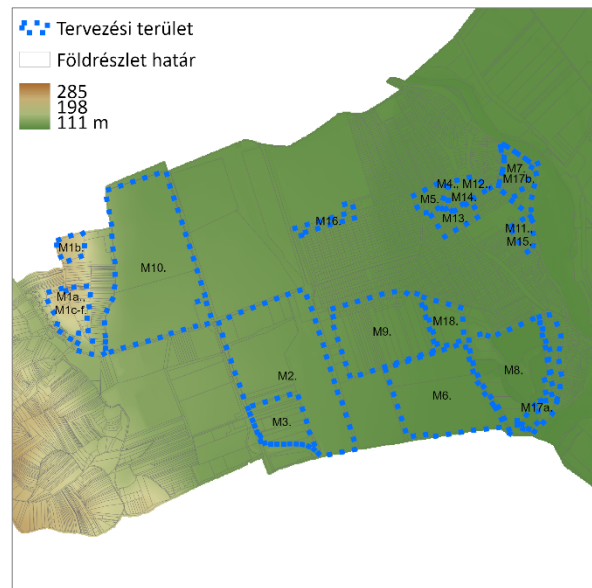 Tervezési terület
Földrészlet határ
285
198
111 m
M7.
M17b.
M4., M12.,
M5. M14.
M13.
M11.,
M15.
M16.
M1b.
M10.
M1a.,
M1c-f.
M9.
M18.
M2.
M8.
M6.
M3.
M17a.